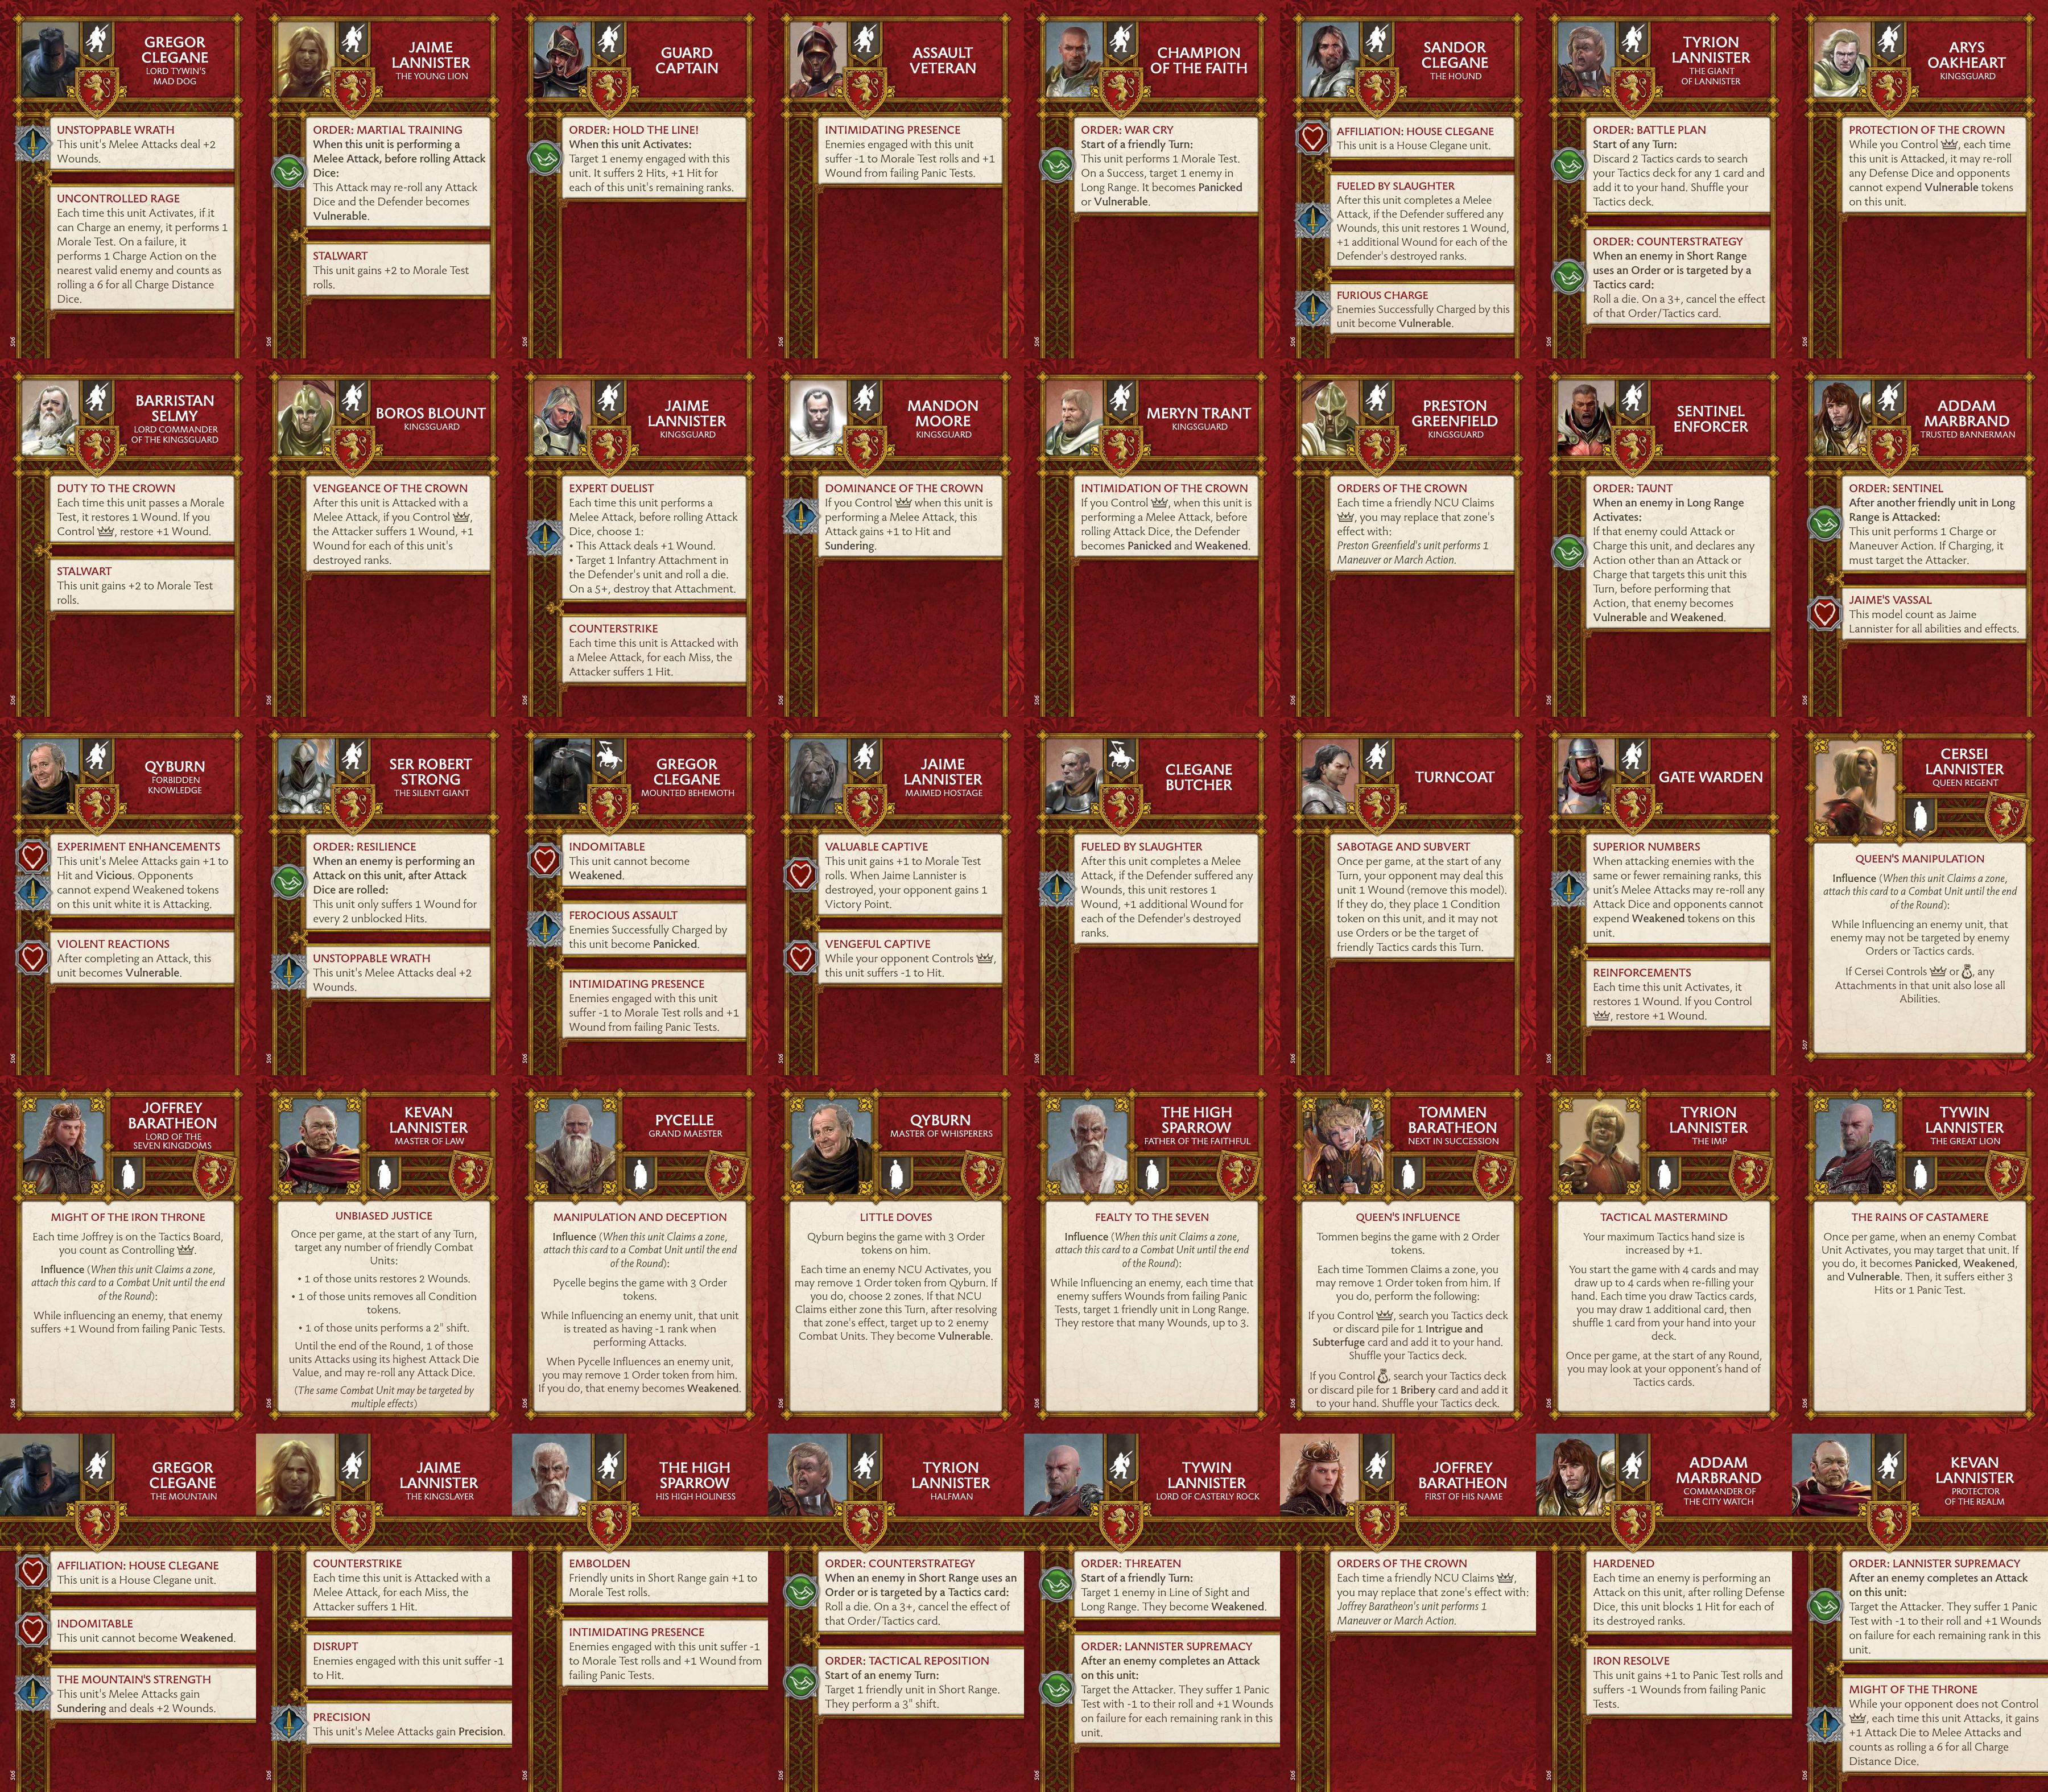 GREGOR
CLEGANE
LORD TYWIN'S
MAD DOG
UNSTOPPABLE WRATH
This unit's Melee Attacks deal +2
Wounds.
UNCONTROLLED RAGE
Each time this unit Activates, if it
can Charge an enemy, it performs 1
Morale Test. On a failure, it
performs 1 Charge Action on the
nearest valid enemy and counts as
rolling a 6 for all Charge Distance
Dice.
S06
JAIME
LANNISTER
THE YOUNG LION
ORDER: MARTIAL TRAINING
When this unit is performing a
Melee Attack, before rolling Attack
Dice:
This Attack may re-roll any Attack
Dice and the Defender becomes
Vulnerable.
STALWART
This unit gains +2 to Morale Test
rolls.
S06
GUARD
CAPTAIN
ORDER: HOLD THE LINE!
When this unit Activates:
Target 1 enemy engaged with this
unit. It suffers 2 Hits, +1 Hit for
each of this unit's remaining ranks.
S06
ASSAULT
VETERAN
INTIMIDATING PRESENCE
Enemies engaged with this unit
suffer -1 to Morale Test rolls and +1
Wound from failing Panic Tests.
S06
CHAMPION
OF THE FAITH
ORDER: WAR CRY
Start of a friendly Turn:
This unit performs 1 Morale Test.
On a Success, target 1 enemy in
Long Range. It becomes Panicked
or Vulnerable.
S06
SANDOR
CLEGANE
THE HOUND
AFFILIATION: HOUSE CLEGANE
This unit is a House Clegane unit.
FUELED BY SLAUGHTER
After this unit completes a Melee
Attack, if the Defender suffered any
Wounds, this unit restores 1 Wound,
+1 additional Wound for each of the
Defender's destroyed ranks.
FURIOUS CHARGE
Enemies Successfully Charged by this
unit become Vulnerable.
S06
TYRION
LANNISTER
THE GIANT
OF LANNISTER
ORDER: BATTLE PLAN
Start of any Turn:
Discard 2 Tactics cards to search
your Tactics deck for any 1 card and
add it to your hand. Shuffle your
Tactics deck.
ORDER: COUNTERSTRATEGY
When an enemy in Short Range
uses an Order or is targeted by a
Tactics card:
Roll a die. On a 3+, cancel the effect
of that Order/Tactics card.
S06
ARYS
OAKHEART
KINGSGUARD
PROTECTION OF THE CROWN
While you Control , each time
this unit is Attacked, it may re-roll
any Defense Dice and opponents
cannot expend Vulnerable tokens
on this unit.
S06
BARRISTAN
SELMY
LORD COMMANDER
OF THE KINGSGUARD
DUTY TO THE CROWN
Each time this unit passes a Morale
Test, it restores 1 Wound. If you
Control , restore +1 Wound.
STALWART
This unit gains +2 to Morale Test
rolls.
S06
BOROS BLOUNT
KINGSGUARD
VENGEANCE OF THE CROWN
After this unit is Attacked with a
Melee Attack, if you Control ,
the Attacker suffers 1 Wound, +1
Wound for each of this unit's
destroyed ranks.
S06
JAIME
LANNISTER
KINGSGUARD
EXPERT DUELIST
Each time this unit performs a
Melee Attack, before rolling Attack
Dice, choose 1:
• This Attack deals +1 Wound.
• Target 1 Infantry Attachment in
the Defender's unit and roll a die.
On a 5+, destroy that Attachment.
COUNTERSTRIKE
Each time this unit is Attacked with
a Melee Attack, for each Miss, the
Attacker suffers 1 Hit.
S06
MANDON
MOORE
KINGSGUARD
DOMINANCE OF THE CROWN
If you Control when this unit is
performing a Melee Attack, this
Attack gains +1 to Hit and
Sundering.
S06
MERYN TRANT
KINGSGUARD
INTIMIDATION OF THE CROWN
If you Control , when this unit is
performing a Melee Attack, before
rolling Attack Dice, the Defender
becomes Panicked and Weakened.
S06
PRESTON
GREENFIELD
KINGSGUARD
ORDERS OF THE CROWN
Each time a friendly NCU Claims
, you may replace that zone's
effect with:
Preston Greenfield's unit performs 1
Maneuver or March Action.
S06
SENTINEL
ENFORCER
ORDER: TAUNT
When an enemy in Long Range
Activates:
If that enemy could Attack or
Charge this unit, and declares any
Action other than an Attack or
Charge that targets this unit this
Turn, before performing that
Action, that enemy becomes
Vulnerable and Weakened.
S06
ADDAM
MARBRAND
TRUSTED BANNERMAN
ORDER: SENTINEL
After another friendly unit in Long
Range is Attacked:
This unit performs 1 Charge or
Maneuver Action. If Charging, it
must target the Attacker.
JAIME'S VASSAL
This model count as Jaime
Lannister for all abilities and effects.
S06
QYBURN
FORBIDDEN
KNOWLEDGE
EXPERIMENT ENHANCEMENTS
This unit's Melee Attacks gain +1 to
Hit and Vicious. Opponents
cannot expend Weakened tokens
on this unit white it is Attacking.
VIOLENT REACTIONS
After completing an Attack, this
unit becomes Vulnerable.
S06
SER ROBERT
STRONG
THE SILENT GIANT
ORDER: RESILIENCE
When an enemy is performing an
Attack on this unit, after Attack
Dice are rolled:
This unit only suffers 1 Wound for
every 2 unblocked Hits.
UNSTOPPABLE WRATH
This unit's Melee Attacks deal +2
Wounds.
S06
GREGOR
CLEGANE
MOUNTED BEHEMOTH
INDOMITABLE
This unit cannot become
Weakened.
FEROCIOUS ASSAULT
Enemies Successfully Charged by
this unit become Panicked.
INTIMIDATING PRESENCE
Enemies engaged with this unit
suffer -1 to Morale Test rolls and +1
Wound from failing Panic Tests.
S06
JAIME
LANNISTER
MAIMED HOSTAGE
VALUABLE CAPTIVE
This unit gains +1 to Morale Test
rolls. When Jaime Lannister is
destroyed, your opponent gains 1
Victory Point.
VENGEFUL CAPTIVE
While your opponent Controls ,
this unit suffers -1 to Hit.
S06
CLEGANE
BUTCHER
FUELED BY SLAUGHTER
After this unit completes a Melee
Attack, if the Defender suffered any
Wounds, this unit restores 1
Wound, +1 additional Wound for
each of the Defender's destroyed
ranks.
S06
TURNCOAT
SABOTAGE AND SUBVERT
Once per game, at the start of any
Turn, your opponent may deal this
unit 1 Wound (remove this model).
If they do, they place 1 Condition
token on this unit, and it may not
use Orders or be the target of
friendly Tactics cards this Turn.
S06
GATE WARDEN
SUPERIOR NUMBERS
When attacking enemies with the
same or fewer remaining ranks, this
unit's Melee Attacks may re-roll any
Attack Dice and opponents cannot
expend Weakened tokens on this
unit.
REINFORCEMENTS
Each time this unit Activates, it
restores 1 Wound. If you Control
, restore +1 Wound.
S06
CERSEI
LANNISTER
QUEEN REGENT
QUEEN'S MANIPULATION
Influence (When this unit Claims a zone,
attach this card to a Combat Unit until the end
of the Round):
While Influencing an enemy unit, that
enemy may not be targeted by enemy
Orders or Tactics cards.
If Cersei Controls or , any
Attachments in that unit also lose all
Abilities.
S07
JOFFREY
BARATHEON
LORD OF THE
SEVEN KINGDOMS
MIGHT OF THE IRON THRONE
Each time Joffrey is on the Tactics Board,
you count as Controlling .
Influence (When this unit Claims a zone,
attach this card to a Combat Unit until the end
of the Round):
While influencing an enemy, that enemy
suffers +1 Wound from failing Panic Tests.
S06
KEVAN
LANNISTER
MASTER OF LAW
UNBIASED JUSTICE
Once per game, at the start of any Turn,
target any number of friendly Combat
Units:
• 1 of those units restores 2 Wounds.
• 1 of those units removes all Condition
tokens.
• 1 of those units performs a 2" shift.
Until the end of the Round, 1 of those
units Attacks using its highest Attack Die
Value, and may re-roll any Attack Dice.
(The same Combat Unit may be targeted by
multiple effects)
S06
PYCELLE
GRAND MAESTER
MANIPULATION AND DECEPTION
Influence (When this unit Claims a zone,
attach this card to a Combat Unit until the end
of the Round):
Pycelle begins the game with 3 Order
tokens.
While Influencing an enemy unit, that unit
is treated as having -1 rank when
performing Attacks.
When Pycelle Influences an enemy unit,
you may remove 1 Order token from him.
If you do, that enemy becomes Weakened.
S06
QYBURN
MASTER OF WHISPERERS
LITTLE DOVES
Qyburn begins the game with 3 Order
tokens on him.
Each time an enemy NCU Activates, you
may remove 1 Order token from Qyburn. If
you do, choose 2 zones. If that NCU
Claims either zone this Turn, after resolving
that zone's effect, target up to 2 enemy
Combat Units. They become Vulnerable.
S06
THE HIGH
SPARROW
FATHER OF THE FAITHFUL
FEALTY TO THE SEVEN
Influence (When this unit Claims a zone,
attach this card to a Combat Unit until the end
of the Round):
While Influencing an enemy, each time that
enemy suffers Wounds from failing Panic
Tests, target 1 friendly unit in Long Range.
They restore that many Wounds, up to 3.
S06
TOMMEN
BARATHEON
NEXT IN SUCCESSION
QUEEN'S INFLUENCE
Tommen begins the game with 2 Order
tokens.
Each time Tommen Claims a zone, you
may remove 1 Order token from him. If
you do, perform the following:
If you Control , search you Tactics deck
or discard pile for 1 Intrigue and
Subterfuge card and add it to your hand.
Shuffle your Tactics deck.
If you Control , search your Tactics deck
or discard pile for 1 Bribery card and add it
to your hand. Shuffle your Tactics deck.
S06
TYRION
LANNISTER
THE IMP
TACTICAL MASTERMIND
Your maximum Tactics hand size is
increased by +1.
You start the game with 4 cards and may
draw up to 4 cards when re-filling your
hand. Each time you draw Tactics cards,
you may draw 1 additional card, then
shuffle 1 card from your hand into your
deck.
Once per game, at the start of any Round,
you may look at your opponent's hand of
Tactics cards.
S06
TYWIN
LANNISTER
THE GREAT LION
THE RAINS OF CASTAMERE
Once per game, when an enemy Combat
Unit Activates, you may target that unit. If
you do, it becomes Panicked, Weakened,
and Vulnerable. Then, it suffers either 3
Hits or 1 Panic Test.
S06
GREGOR
CLEGANE
THE MOUNTAIN
AFFILIATION: HOUSE CLEGANE
This unit is a House Clegane unit.
INDOMITABLE
This unit cannot become Weakened.
THE MOUNTAIN'S STRENGTH
This unit's Melee Attacks gain
Sundering and deals +2 Wounds.
S06
JAIME
LANNISTER
THE KINGSLAYER
COUNTERSTRIKE
Each time this unit is Attacked with a
Melee Attack, for each Miss, the
Attacker suffers 1 Hit.
DISRUPT
Enemies engaged with this unit suffer -1
to Hit.
PRECISION
This unit's Melee Attacks gain Precision.
S06
THE HIGH
SPARROW
HIS HIGH HOLINESS
EMBOLDEN
Friendly units in Short Range gain +1 to
Morale Test rolls.
INTIMIDATING PRESENCE
Enemies engaged with this unit suffer -1
to Morale Test rolls and +1 Wound from
failing Panic Tests.
S06
TYRION
LANNISTER
HALFMAN
ORDER: COUNTERSTRATEGY
When an enemy in Short Range uses an
Order or is targeted by a Tactics card:
Roll a die. On a 3+, cancel the effect of
that Order/Tactics card.
ORDER: TACTICAL REPOSITION
Start of an enemy Turn:
Target 1 friendly unit in Short Range.
They perform a 3" shift.
S06
TYWIN
LANNISTER
LORD OF CASTERLY ROCK
ORDER: THREATEN
Start of a friendly Turn:
Target 1 enemy in Line of Sight and
Long Range. They become Weakened.
ORDER: LANNISTER SUPREMACY
After an enemy completes an Attack
on this unit:
Target the Attacker. They suffer 1 Panic
Test with -1 to their roll and +1 Wounds
on failure for each remaining rank in this
unit.
S06
JOFFREY
BARATHEON
FIRST OF HIS NAME
ORDERS OF THE CROWN
Each time a friendly NCU Claims ,
you may replace that zone's effect with:
Joffrey Baratheon's unit performs 1
Maneuver or March Action.
S06
ADDAM
MARBRAND
COMMANDER OF
THE CITY WATCH
HARDENED
Each time an enemy is performing an
Attack on this unit, after rolling Defense
Dice, this unit blocks 1 Hit for each of
its destroyed ranks.
IRON RESOLVE
This unit gains +1 to Panic Test rolls and
suffers -1 Wounds from failing Panic
Tests.
S06
KEVAN
LANNISTER
PROTECTOR
OF THE REALM
ORDER: LANNISTER SUPREMACY
After an enemy completes an Attack
on this unit:
Target the Attacker. They suffer 1 Panic
Test with -1 to their roll and +1 Wounds
on failure for each remaining rank in this
unit.
MIGHT OF THE THRONE
While your opponent does not Control
, each time this unit Attacks, it gains
+1 Attack Die to Melee Attacks and
counts as rolling a 6 for all Charge
Distance Dice.
S06